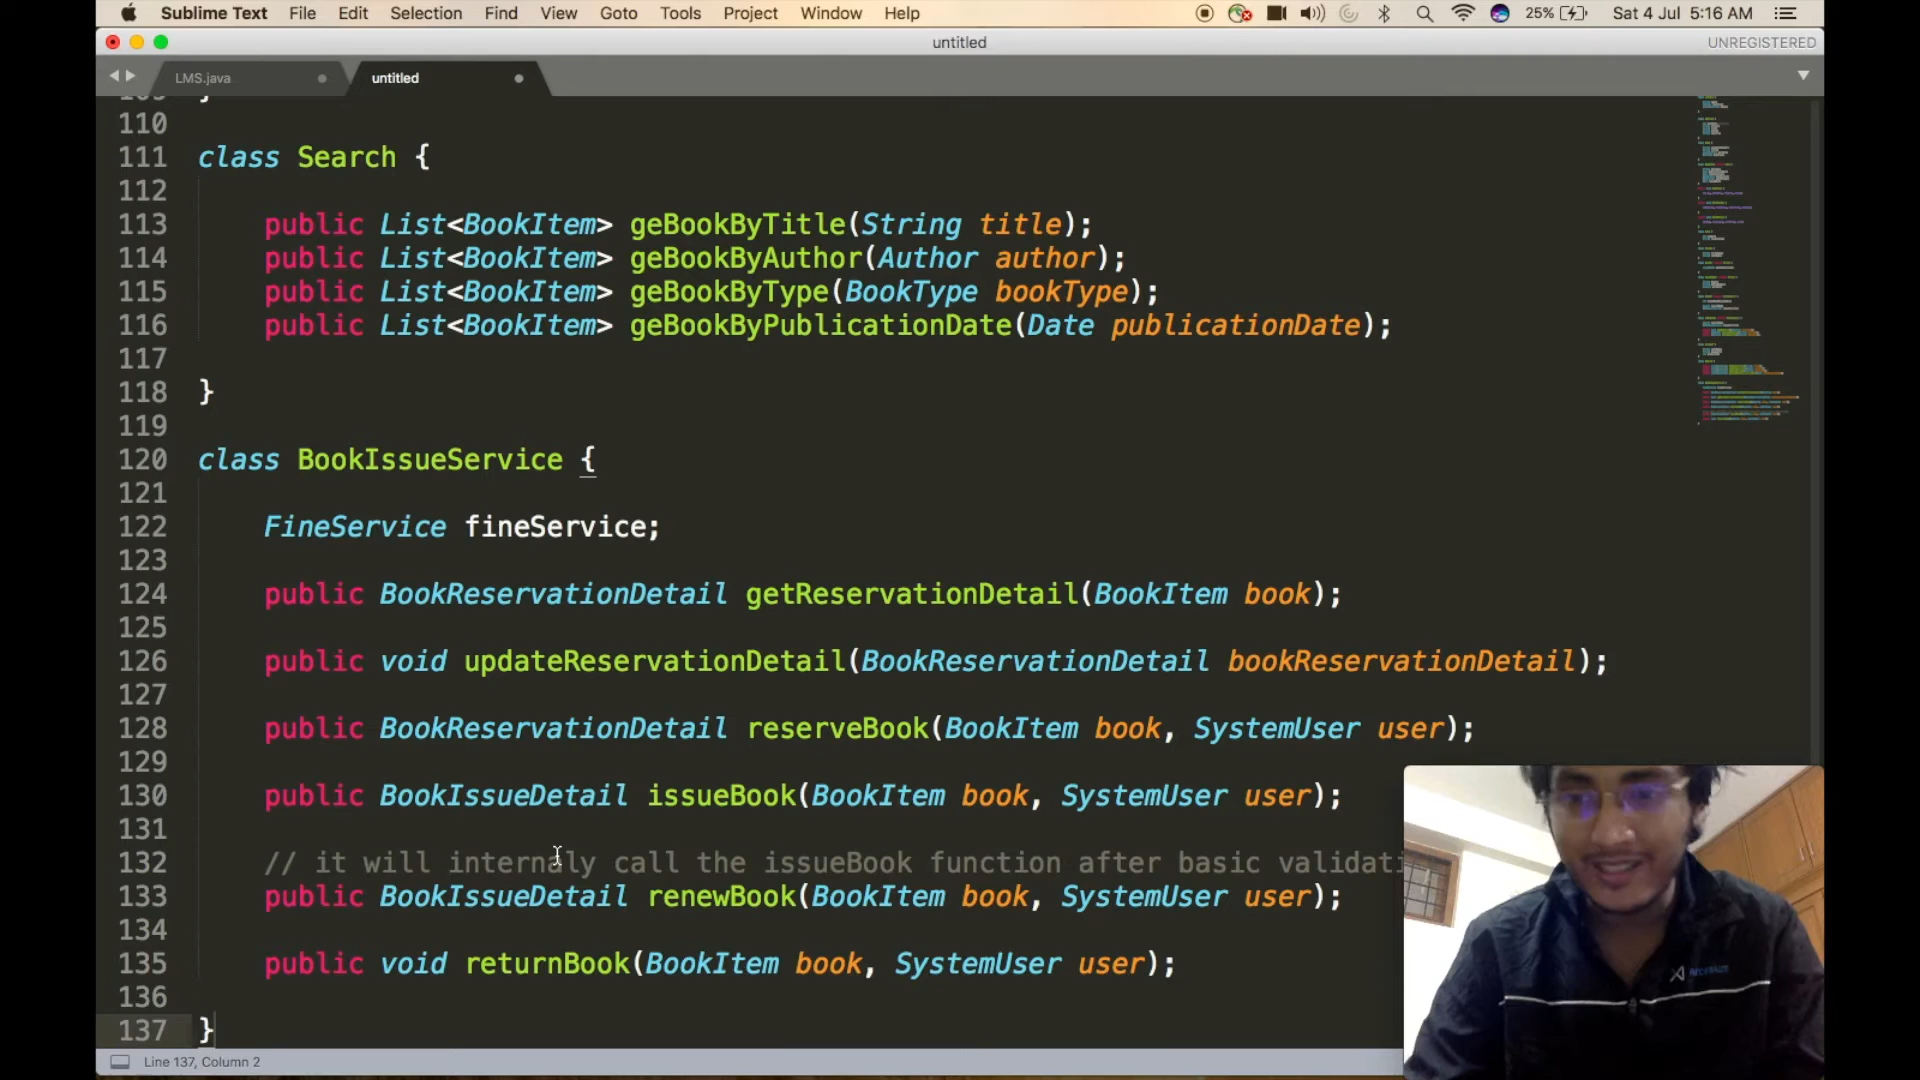 Sublime Text File Edit Selection Find View Goto Tools Project Window Help 25% Sat 4 Jul 5:16 AM
untitled UNREGISTERED
LMS.java untitled
110
111 class Search {
112
113 public List<BookItem> geBookByTitle(String title);
114 public List<BookItem> geBookByAuthor(Author author);
115 public List<BookItem> geBookByType(BookType bookType);
116 public List<BookItem> geBookByPublicationDate(Date publicationDate);
117
118 }
119
120 class BookIssueService {
121
122 FineService fineService;
123
124 public BookReservationDetail getReservationDetail(BookItem book);
125
126 public void updateReservationDetail(BookReservationDetail bookReservationDetail);
127
128 public BookReservationDetail reserveBook(BookItem book, SystemUser user);
129
130 public BookIssueDetail issueBook(BookItem book, SystemUser user);
131
132 // it will internaly call the issueBook function after basic validati
133 public BookIssueDetail renewBook(BookItem book, SystemUser user);
134
135 public void returnBook(BookItem book, SystemUser user);
136
137 }
Line 137, Column 2